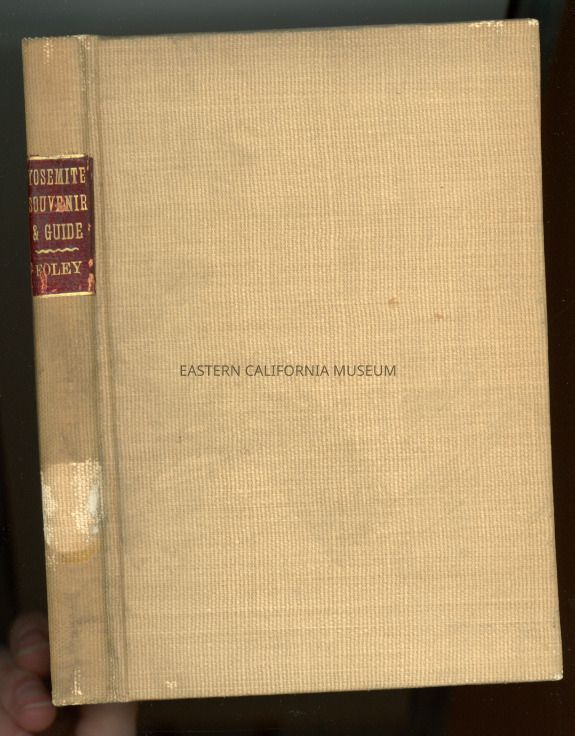 YOSEMITE
SOUVENIR
& GUIDE
FOLEY
EASTERN CALIFORNIA MUSEUM